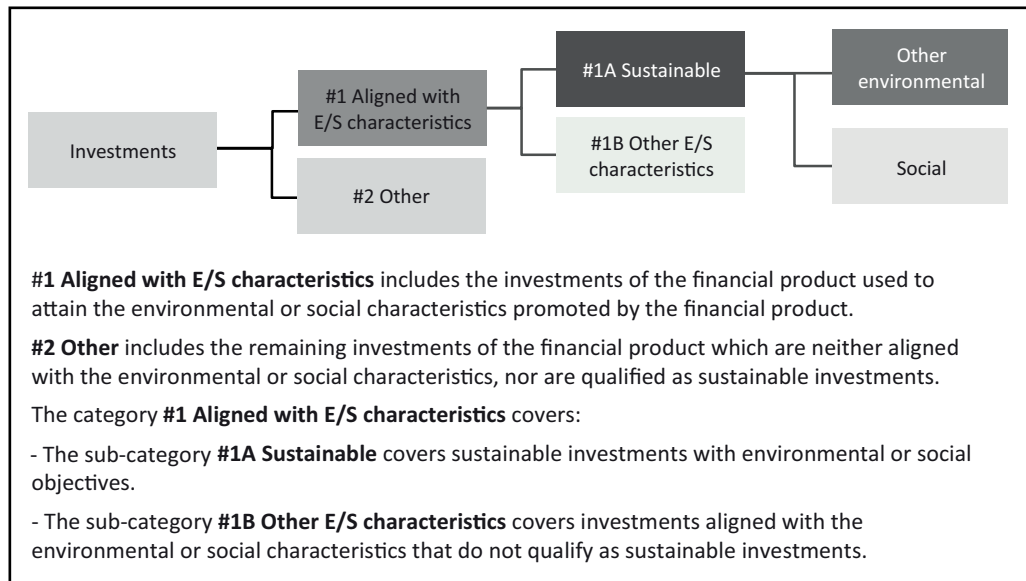 Investments
#1 Aligned with
E/S characteristics
#2 Other
#1A Sustainable
#1B Other E/S
characteristics
Other
environmental
Social
#1 Aligned with E/S characteristics includes the investments of the financial product used to
attain the environmental or social characteristics promoted by the financial product.
#2 Other includes the remaining investments of the financial product which are neither aligned
with the environmental or social characteristics, nor are qualified as sustainable investments.
The category #1 Aligned with E/S characteristics covers:
- The sub-category #1A Sustainable covers sustainable investments with environmental or social
objectives.
- The sub-category #1B Other E/S characteristics covers investments aligned with the
environmental or social characteristics that do not qualify as sustainable investments.